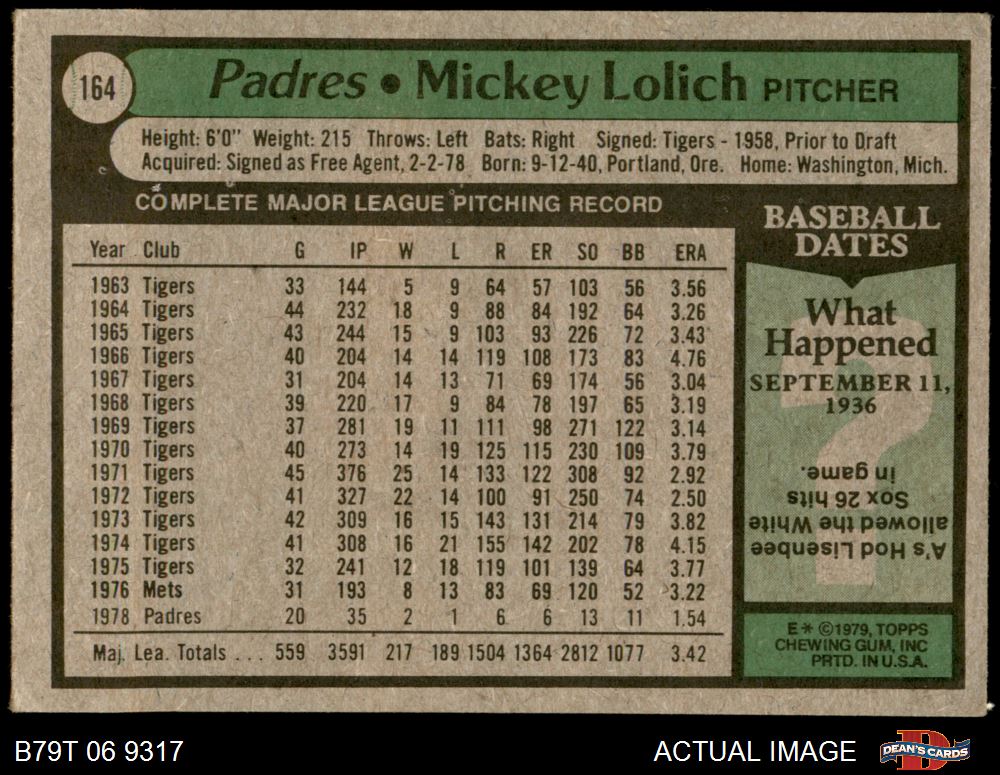 164
Padres • Mickey Lolich PITCHER
Height: 6'0" Weight: 215 Throws: Left Bats: Right Signed: Tigers - 1958, Prior to Draft
Acquired: Signed as Free Agent, 2-2-78 Born: 9-12-40, Portland, Ore. Home: Washington, Mich.
COMPLETE MAJOR LEAGUE PITCHING RECORD
Year Club G IP W L R ER SO BB ERA
1963 Tigers 33 144 5 9 64 57 103 56 3.56
1964 Tigers 44 232 18 9 88 84 192 64 3.26
1965 Tigers 43 244 15 9 103 93 226 72 3.43
1966 Tigers 40 204 14 14 119 108 173 83 4.76
1967 Tigers 31 204 14 13 71 69 174 56 3.04
1968 Tigers 39 220 17 9 84 78 197 65 3.19
1969 Tigers 37 281 19 11 111 98 271 122 3.14
1970 Tigers 40 273 14 19 125 115 230 109 3.79
1971 Tigers 45 376 25 14 133 122 308 92 2.92
1972 Tigers 41 327 22 14 100 91 250 74 2.50
1973 Tigers 42 309 16 15 143 131 214 79 3.82
1974 Tigers 41 308 16 21 155 142 202 78 4.15
1975 Tigers 32 241 12 18 119 101 139 64 3.77
1976 Mets 31 193 8 13 83 69 120 52 3.22
1978 Padres 20 35 2 1 6 6 13 11 1.54
Maj. Lea. Totals . . . 559 3591 217 189 1504 1364 2812 1077 3.42
BASEBALL
DATES
What
Happened
SEPTEMBER 11,
1936
A's Hod Lisenbee
allowed the White
Sox 26 hits
in game.
E* ©1979, TOPPS
CHEWING GUM, INC
PRTD. IN U.S.A.
B79T 06 9317
ACTUAL IMAGE
DEAN'S CARDS